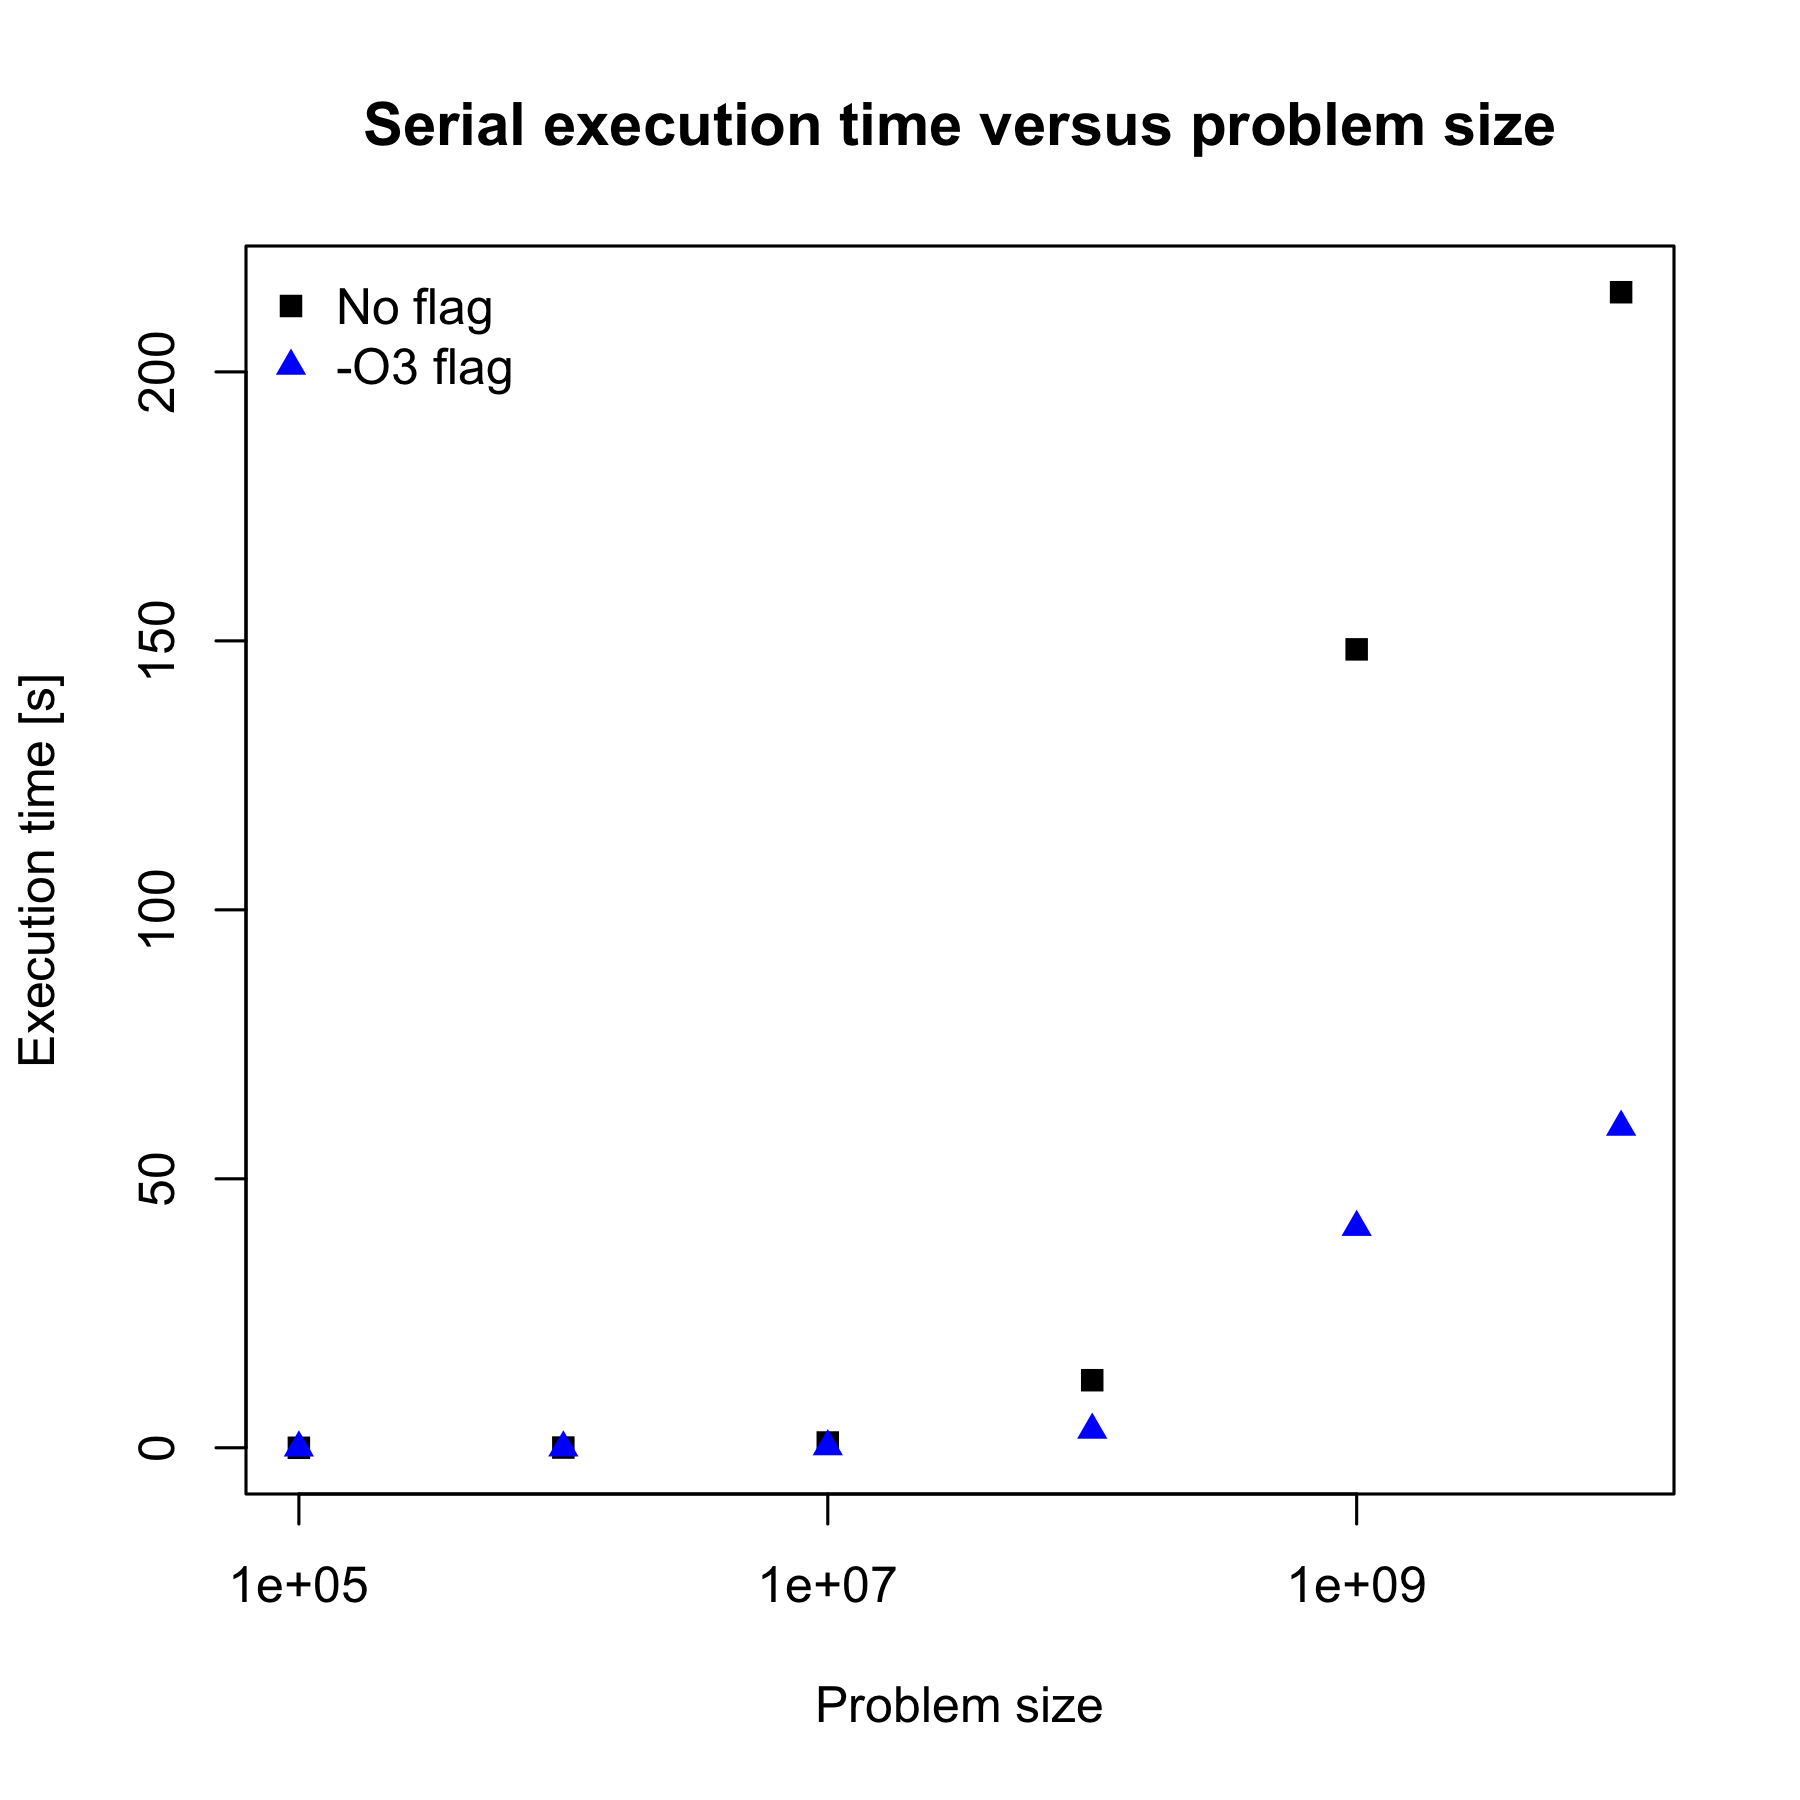 Serial execution time versus problem size
No flag
-O3 flag
Execution time [s]
200
150
100
50
0
1e+05
1e+07
1e+09
Problem size